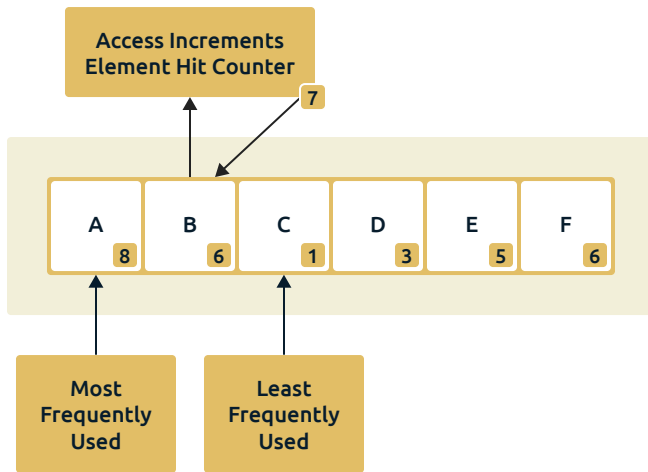 Access Increments
Element Hit Counter
7
A
B
C
D
E
F
8
6
1
3
5
6
Most
Frequently
Used
Least
Frequently
Used